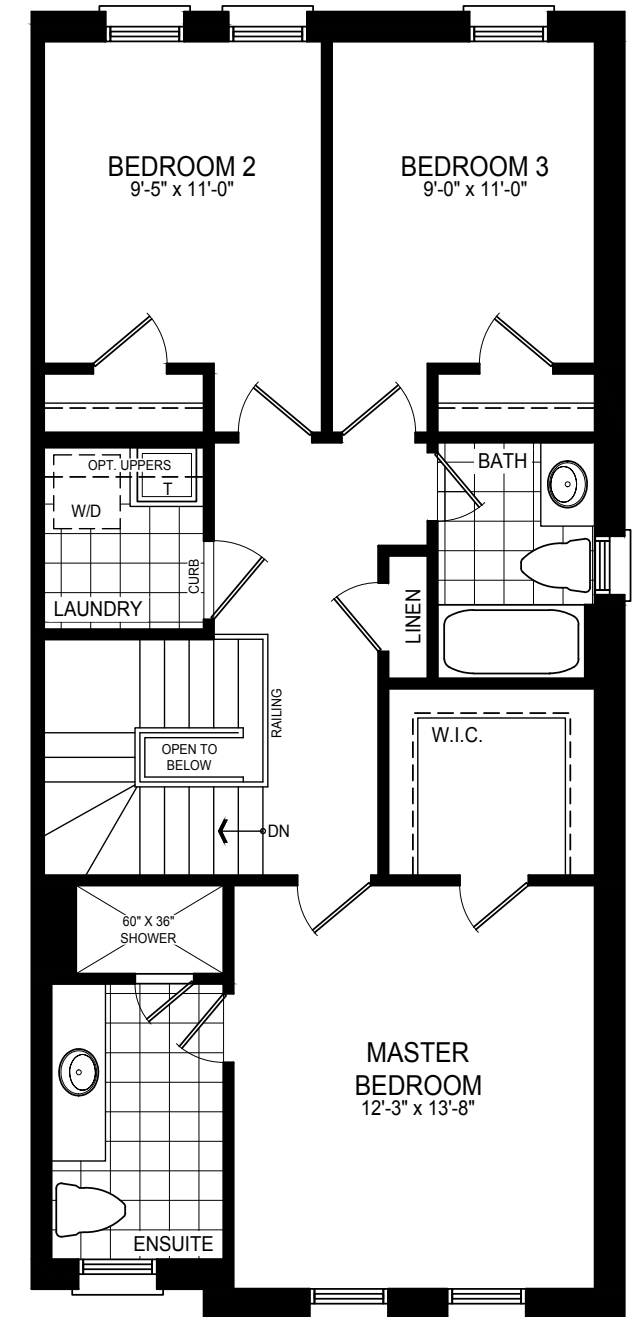 BEDROOM 2
9'-5" x 11'-0"
BEDROOM 3
9'-0" x 11'-0"
OPT. UPPERS
T
W/D
LAUNDRY
CURB
BATH
LINEN
RAILING
OPEN TO
BELOW
DN
W.I.C.
60" X 36"
SHOWER
MASTER
BEDROOM
12'-3" x 13'-8"
ENSUITE